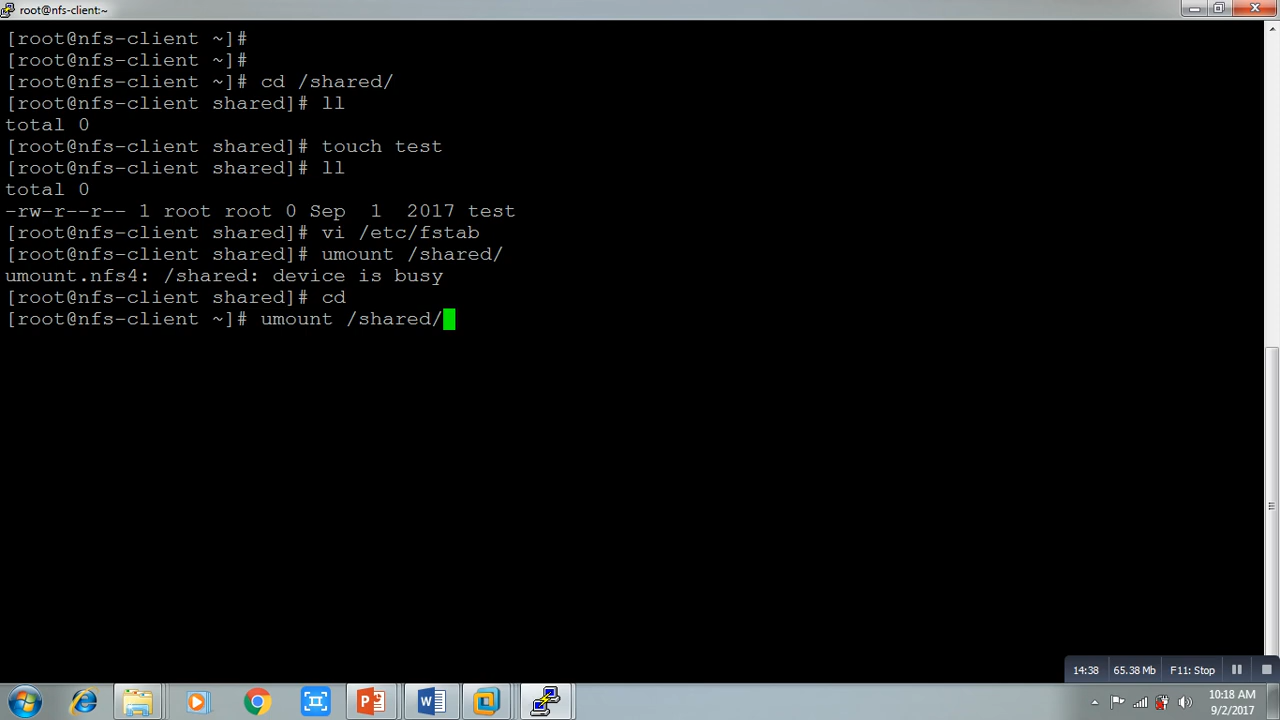 root@nfs-client:~
[root@nfs-client ~]#
[root@nfs-client ~]#
[root@nfs-client ~]# cd /shared/
[root@nfs-client shared]# ll
total 0
[root@nfs-client shared]# touch test
[root@nfs-client shared]# ll
total 0
-rw-r--r-- 1 root root 0 Sep  1  2017 test
[root@nfs-client shared]# vi /etc/fstab
[root@nfs-client shared]# umount /shared/
umount.nfs4: /shared: device is busy
[root@nfs-client shared]# cd
[root@nfs-client ~]# umount /shared/
14:38 65.38 Mb F11: Stop
10:18 AM
9/2/2017